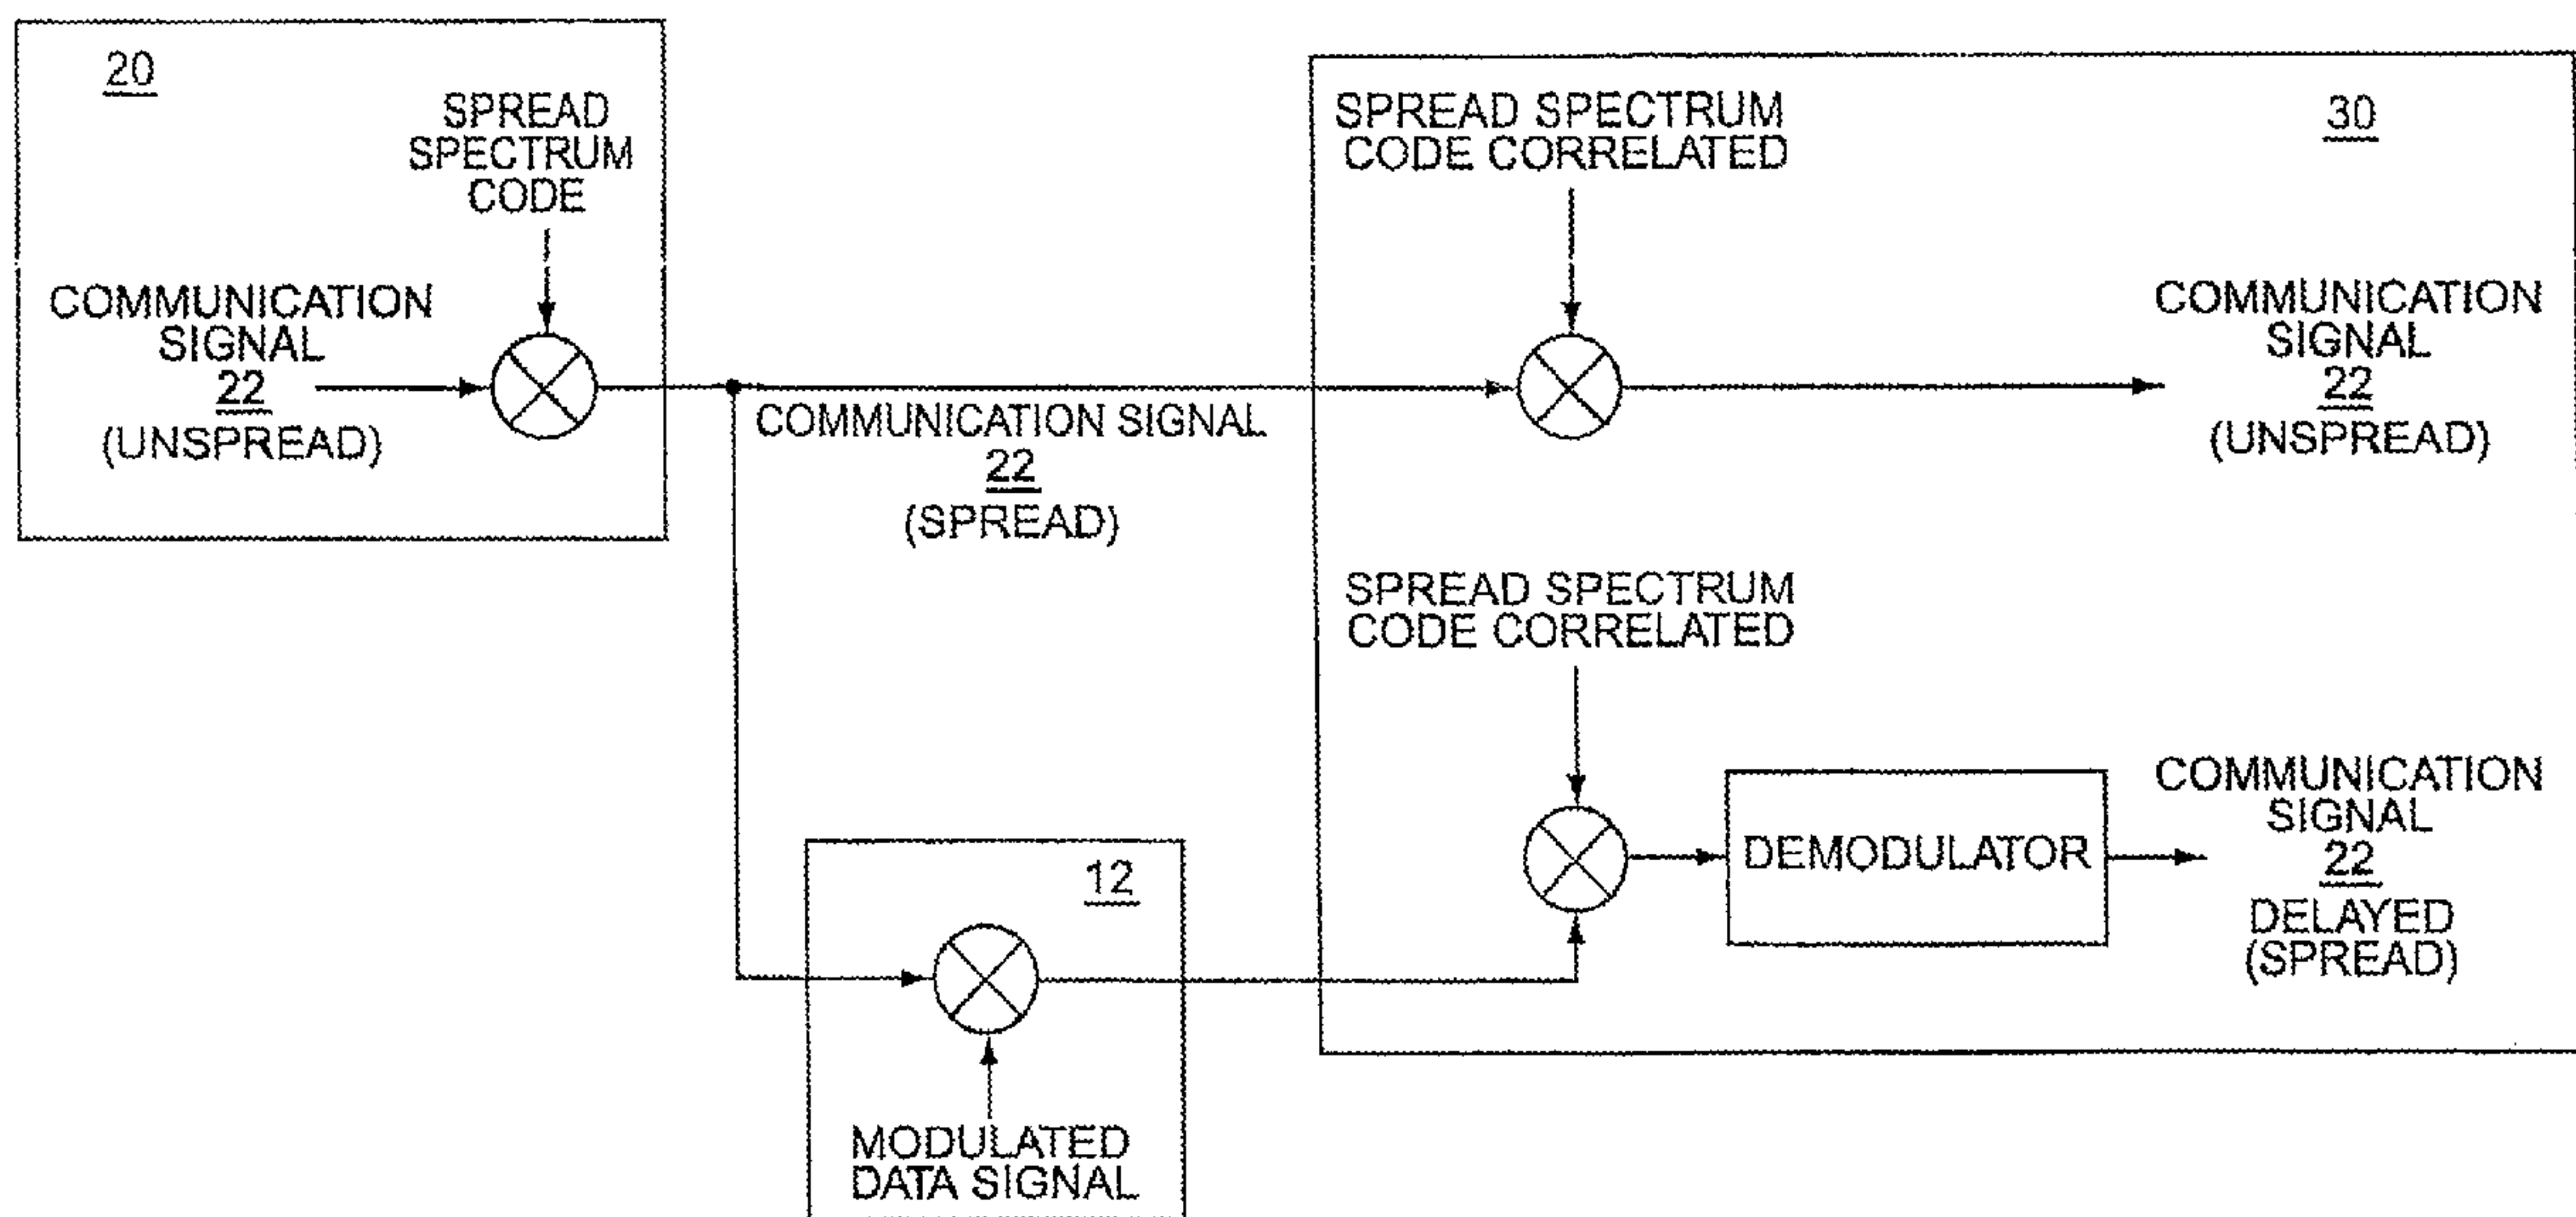 20
SPREAD
SPECTRUM
CODE
COMMUNICATION
SIGNAL
22
(UNSPREAD)
COMMUNICATION SIGNAL
22
(SPREAD)
30
SPREAD SPECTRUM
CODE CORRELATED
COMMUNICATION
SIGNAL
22
(UNSPREAD)
SPREAD SPECTRUM
CODE CORRELATED
DEMODULATOR
COMMUNICATION
SIGNAL
22
DELAYED
(SPREAD)
12
MODULATED
DATA SIGNAL